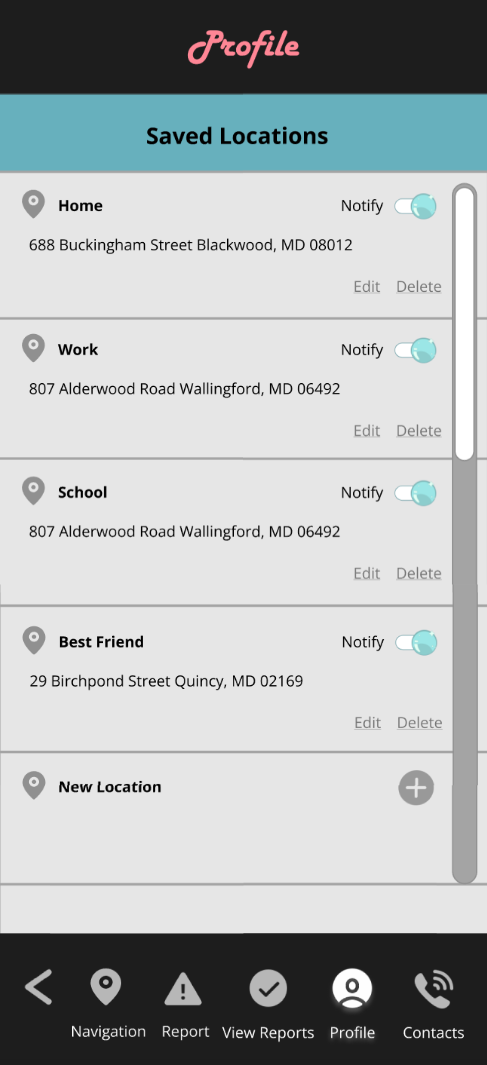 Profile
Saved Locations
Home Notify
688 Buckingham Street Blackwood, MD 08012
Edit Delete
Work Notify
807 Alderwood Road Wallingford, MD 06492
Edit Delete
School Notify
807 Alderwood Road Wallingford, MD 06492
Edit Delete
Best Friend Notify
29 Birchpond Street Quincy, MD 02169
Edit Delete
New Location
Navigation Report View Reports Profile Contacts